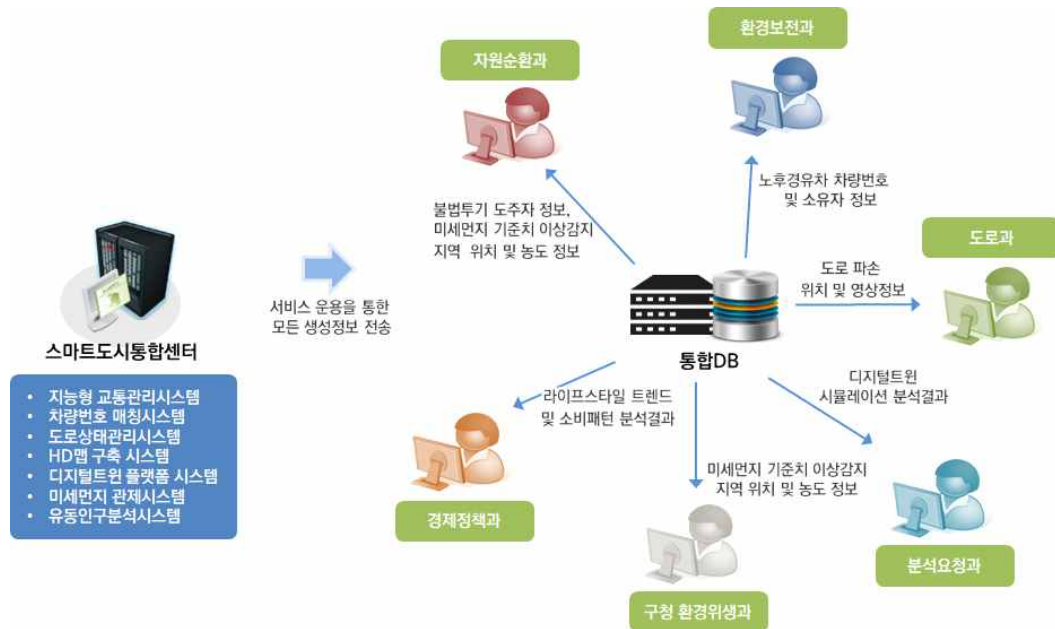 환경보전과
자원순환과
노후경유차 차량번호
및 소유자 정보
불법투기 도주자 정보,
미세먼지 기준치 이상감지
지역 위치 및 농도 정보
도로과
도로 파손
위치 및 영상정보
서비스 운용을 통한
모든 생성정보 전송
스마트도시통합센터
통합DB
• 지능형 교통관리시스템
• 차량번호 매칭시스템
• 도로상태관리시스템
• HD맵 구축 시스템
• 디지털트윈 플랫폼 시스템
• 미세먼지 관제시스템
• 유동인구분석시스템
라이프스타일 트렌드
및 소비패턴 분석결과
디지털트윈
시뮬레이션 분석결과
미세먼지 기준치 이상감지
지역 위치 및 농도 정보
경제정책과
분석요청과
구청 환경위생과